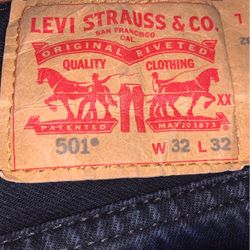 LEVI STRAUSS & CO.
SAN FRANCISCO
CAL
ORIGINAL RIVETED
QUALITY CLOTHING
XX
PATENTED MAY 20 1873
501® W 32 L 32